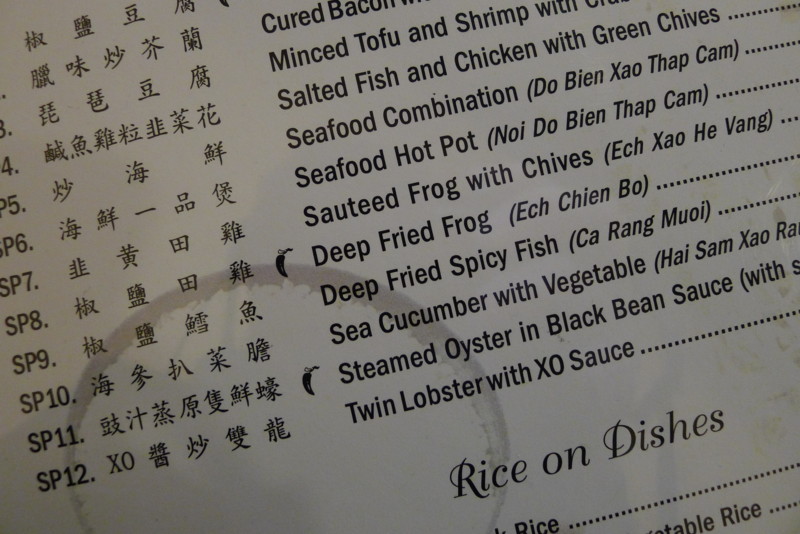 椒鹽豆腐
臘味炒芥蘭 Cured Bacon
3. 琵琶豆腐 Minced Tofu and Shrimp with
4. 鹹魚雞粒韭菜花 Salted Fish and Chicken with Green Chives
P5. 炒海鮮 Seafood Combination (Do Bien Xao Thap Cam)
SP6. 海鮮一品煲 Seafood Hot Pot (Noi Do Bien Thap Cam)
SP7. 韭黄田雞 Sauteed Frog with Chives (Ech Xao He Vang)
SP8. 椒鹽田雞 Deep Fried Frog (Ech Chien Bo)
SP9. 椒鹽鱈魚 Deep Fried Spicy Fish (Ca Rang Muoi)
SP10. 海參扒菜膽 Sea Cucumber with Vegetable (Hai Sam Xao Rau
SP11. 豉汁蒸原隻鮮蠔 Steamed Oyster in Black Bean Sauce (with
SP12. XO 醬炒雙龍 Twin Lobster with XO Sauce
Rice on Dishes
Rice
Rice